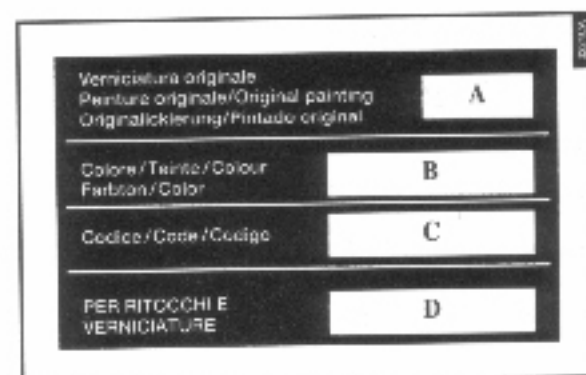 Verniciatura originale
Peinture originale/Original painting
Originallckierung/Pintado original
A
Colore/Teinte/Colour
Farbton/Color
B
Codice/Code/Codigo
C
PER RITOCCHI E
VERNICIATURE
D